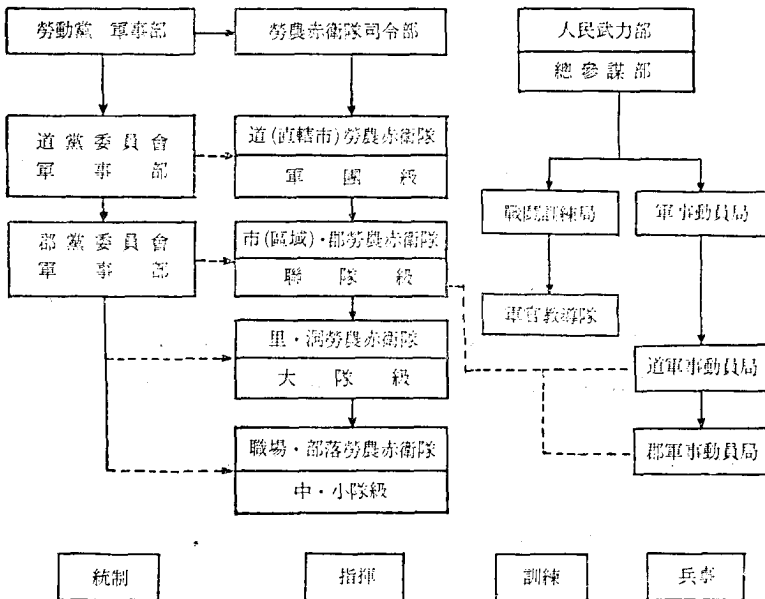 勞動黨 軍事部
勞農赤衛隊司令部
人民武力部
總參謀部
道黨委員會
軍事部
道(直轄市)勞農赤衛隊
軍團級
戰鬪訓練局
軍事動員局
郡黨委員會
軍事部
市(區域)·郡勞農赤衛隊
聯隊級
軍官教導隊
里·洞勞農赤衛隊
大隊級
道軍事動員局
職場·部落勞農赤衛隊
中·小隊級
郡軍事動員局
統制
指揮
訓練
兵事